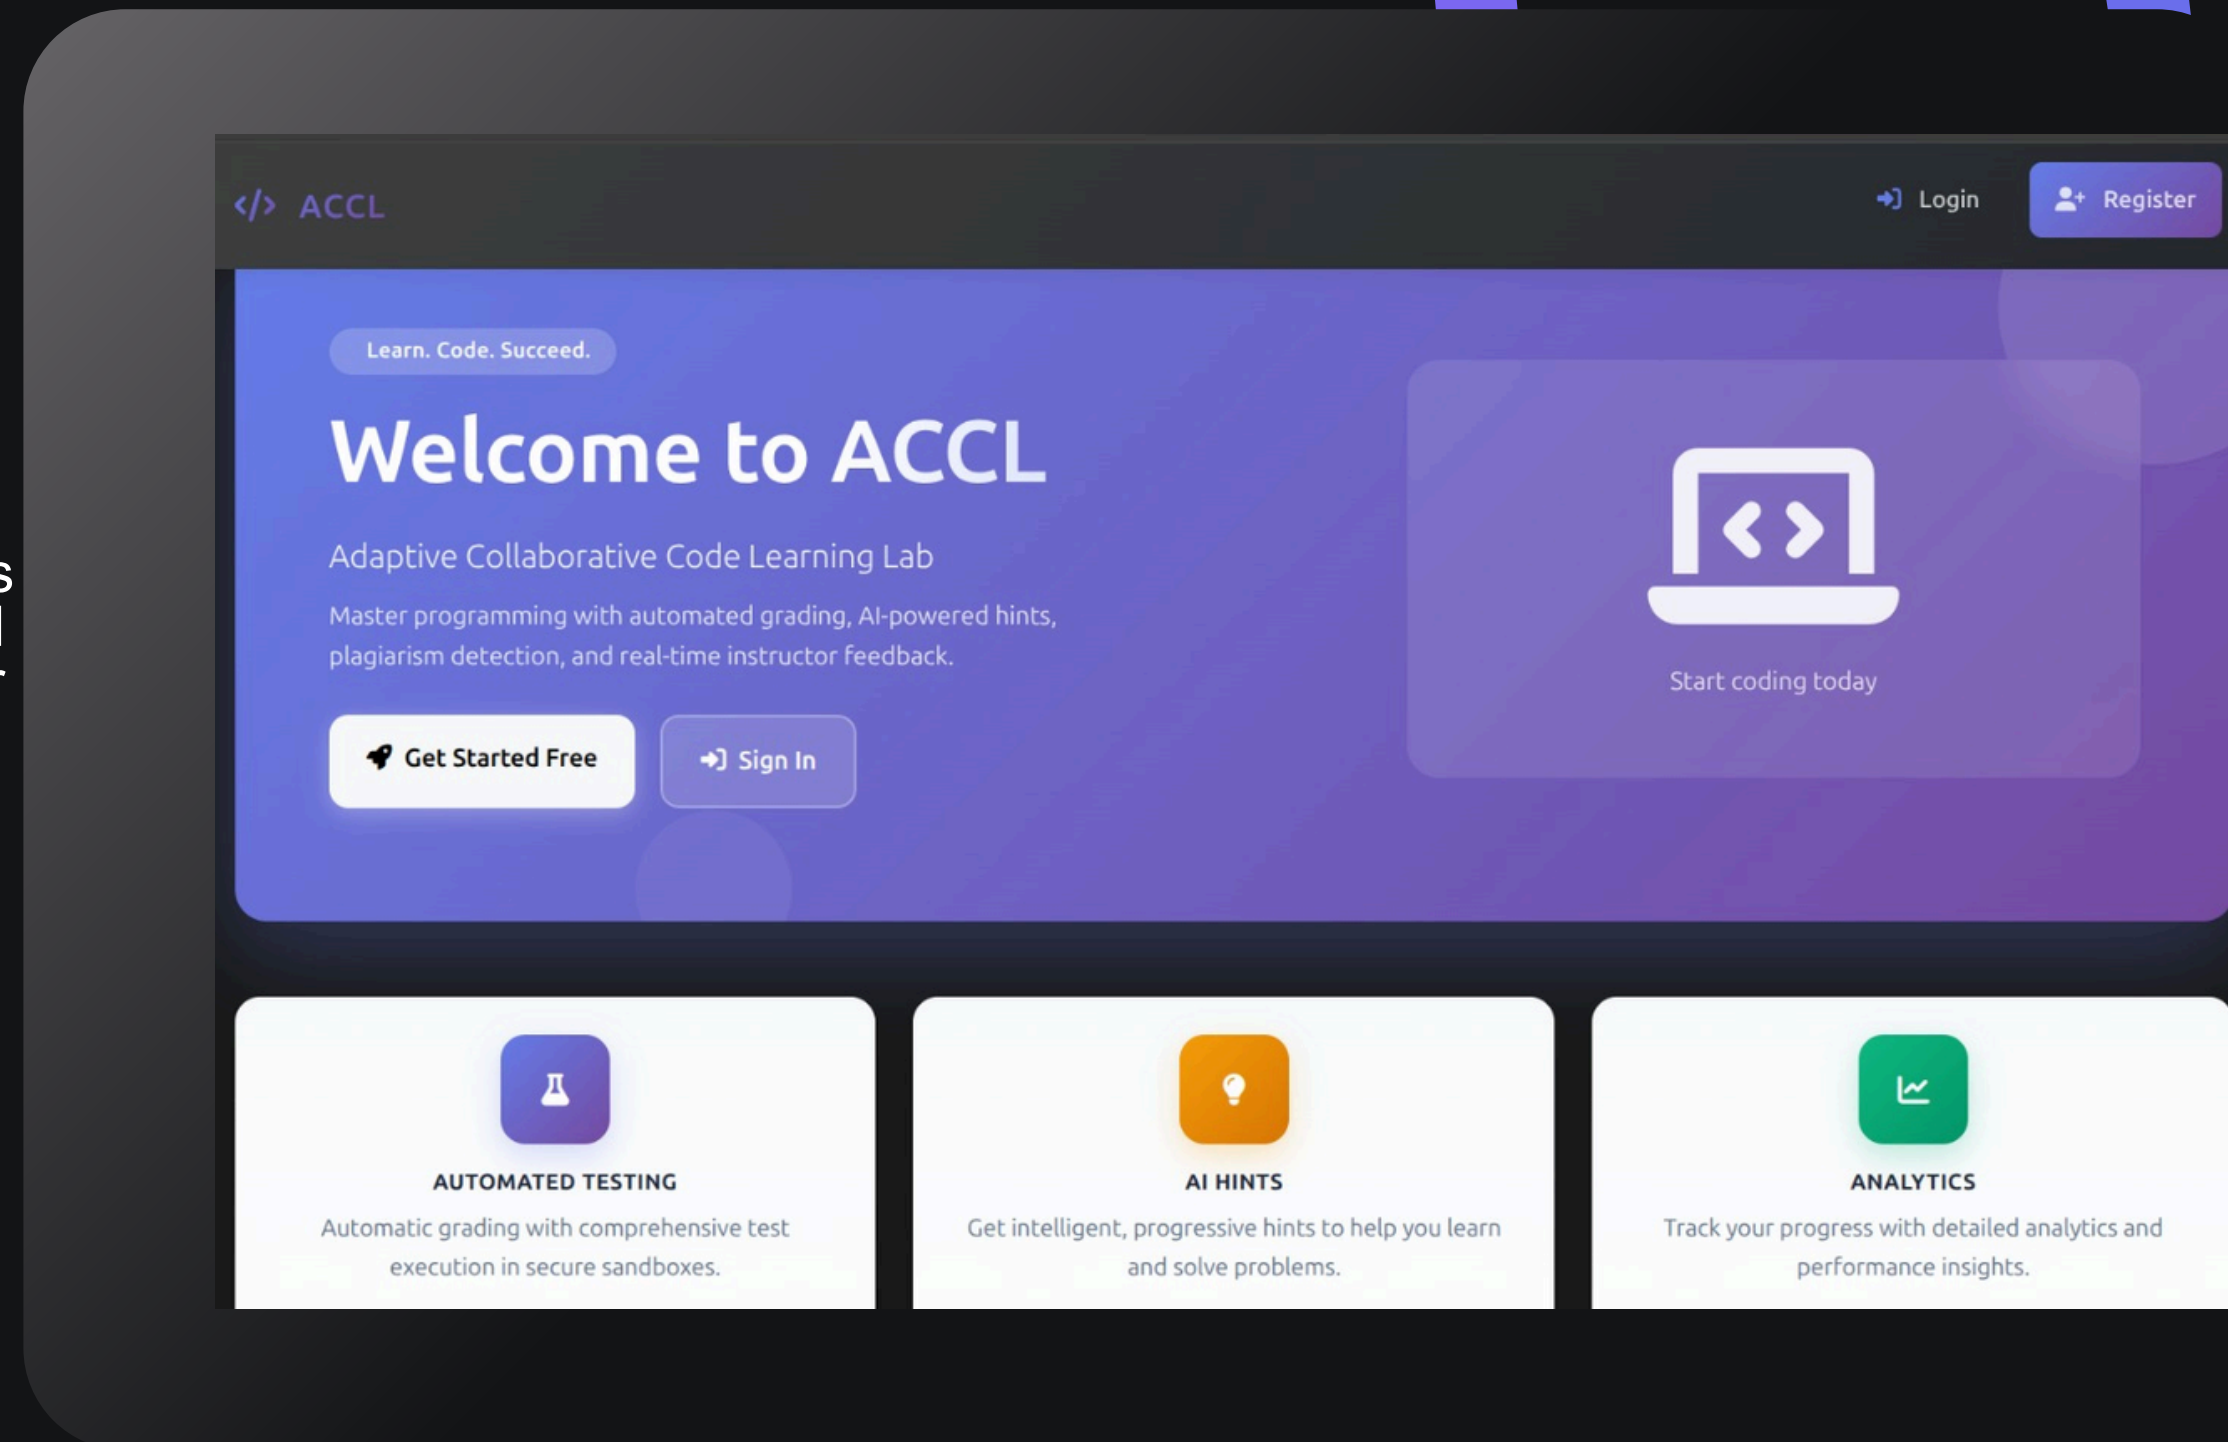 </> ACCL
Login
Register
Learn. Code. Succeed.
Welcome to ACCL
Adaptive Collaborative Code Learning Lab
Master programming with automated grading, AI-powered hints,
plagiarism detection, and real-time instructor feedback.
Get Started Free
Sign In
Start coding today
AUTOMATED TESTING
Automatic grading with comprehensive test
execution in secure sandboxes.
AI HINTS
Get intelligent, progressive hints to help you learn
and solve problems.
ANALYTICS
Track your progress with detailed analytics and
performance insights.